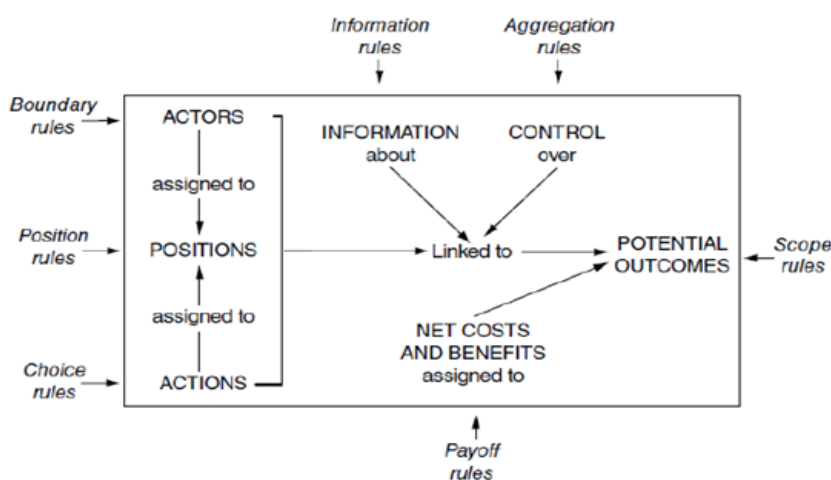 Information
rules
Aggregation
rules
Boundary
rules
ACTORS
INFORMATION
about
CONTROL
over
assigned to
Position
rules
POSITIONS
Linked to
POTENTIAL
OUTCOMES
Scope
rules
assigned to
NET COSTS
AND BENEFITS
assigned to
Choice
rules
ACTIONS
Payoff
rules